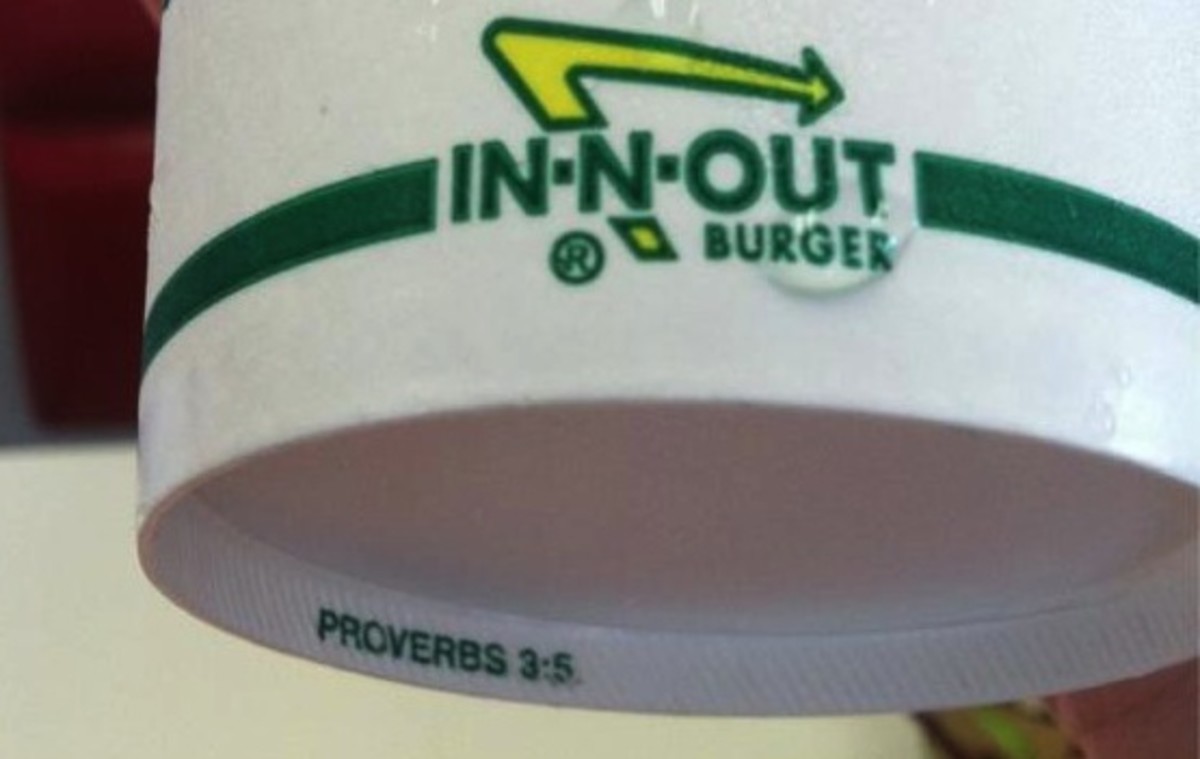 IN·N·OUT
® BURGER
PROVERBS 3:5